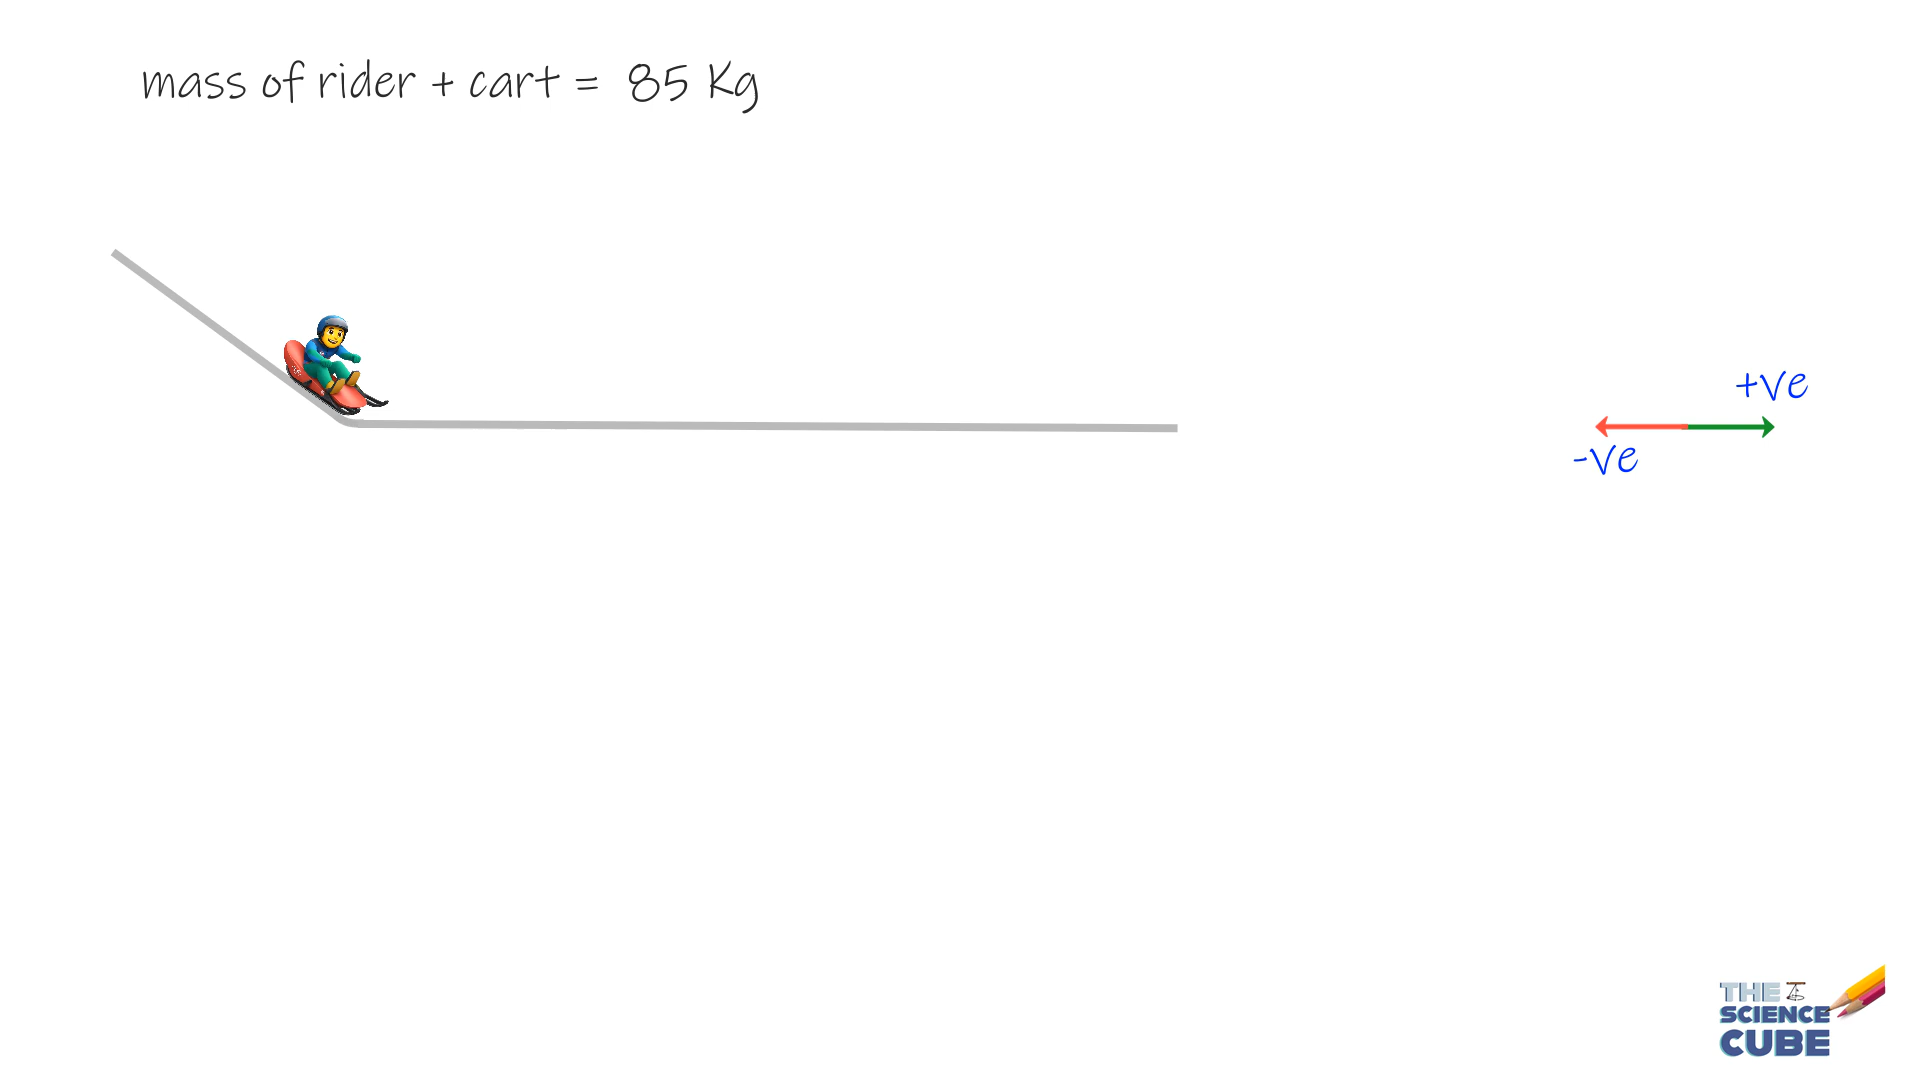 mass of rider + cart = 85 Kg
+ve
-ve
THE
SCIENCE
CUBE